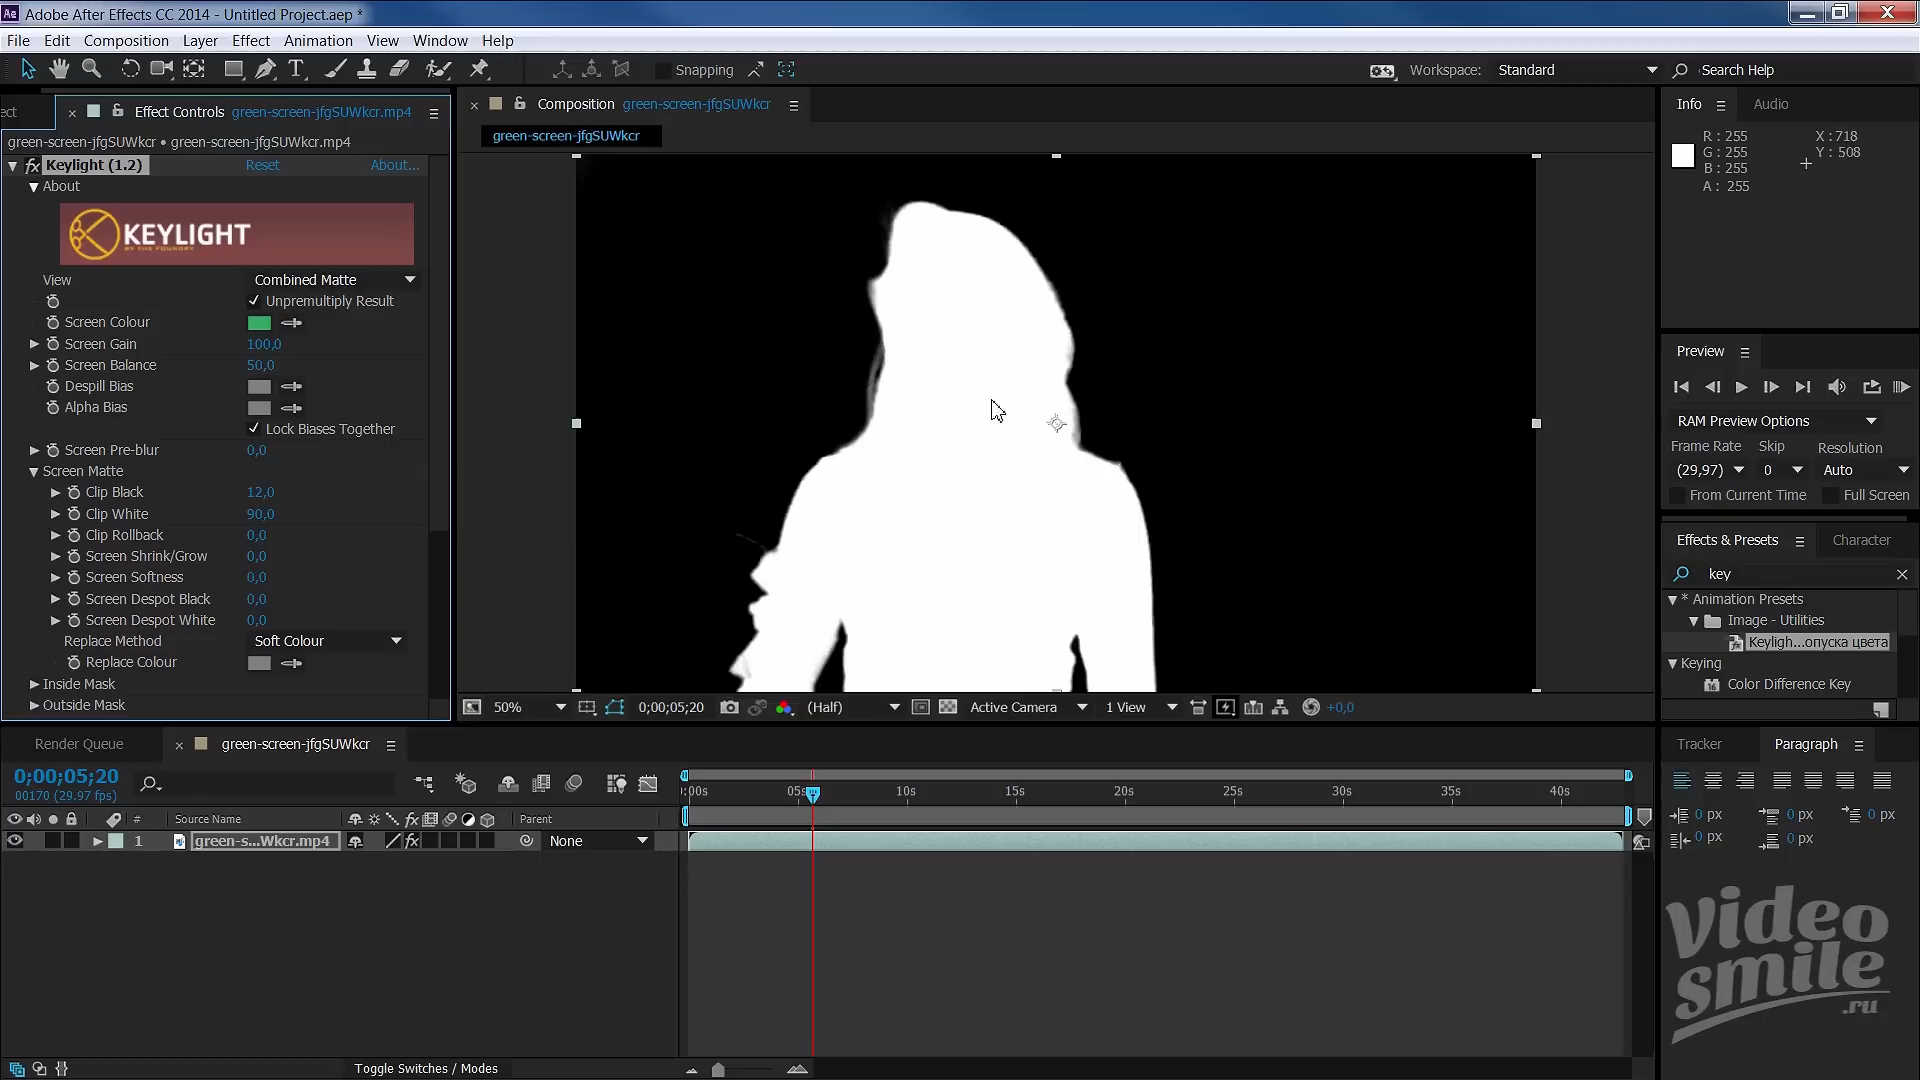 Adobe After Effects CC 2014 - Untitled Project.aep *
File Edit Composition Layer Effect Animation View Window Help
Snapping Workspace: Standard Search Help
ect Effect Controls green-screen-jfgSUWkcr.mp4
green-screen-jfgSUWkcr • green-screen-jfgSUWkcr.mp4
fx Keylight (1.2) Reset About...
About
KEYLIGHT
BY THE FOUNDRY
View Combined Matte
Unpremultiply Result
Screen Colour
Screen Gain 100,0
Screen Balance 50,0
Despill Bias
Alpha Bias
Lock Biases Together
Screen Pre-blur 0,0
Screen Matte
Clip Black 12,0
Clip White 90,0
Clip Rollback 0,0
Screen Shrink/Grow 0,0
Screen Softness 0,0
Screen Despot Black 0,0
Screen Despot White 0,0
Replace Method Soft Colour
Replace Colour
Inside Mask
Outside Mask
Composition green-screen-jfgSUWkcr
green-screen-jfgSUWkcr
50% 0;00;05;20 (Half) Active Camera 1 View +0,0
Info Audio
R : 255 X : 718
G : 255 Y : 508
B : 255
A : 255
Preview
RAM Preview Options
Frame Rate Skip Resolution
(29,97) 0 Auto
From Current Time Full Screen
Effects & Presets Character
key
* Animation Presets
Image - Utilities
Keyligh...опуска цвета
Keying
Color Difference Key
Render Queue green-screen-jfgSUWkcr
0;00;05;20
00170 (29.97 fps)
# Source Name fx Parent
1 green-s...Wkcr.mp4 fx None
):00s 05s 10s 15s 20s 25s 30s 35s 40s
Toggle Switches / Modes
Tracker Paragraph
0 px 0 px 0 px
0 px 0 px
video
smile
.ru